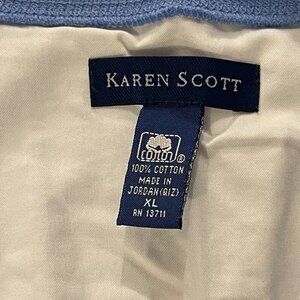 KAREN SCOTT
cotton®
100% COTTON
MADE IN
JORDAN(QIZ)
XL
RN 13711